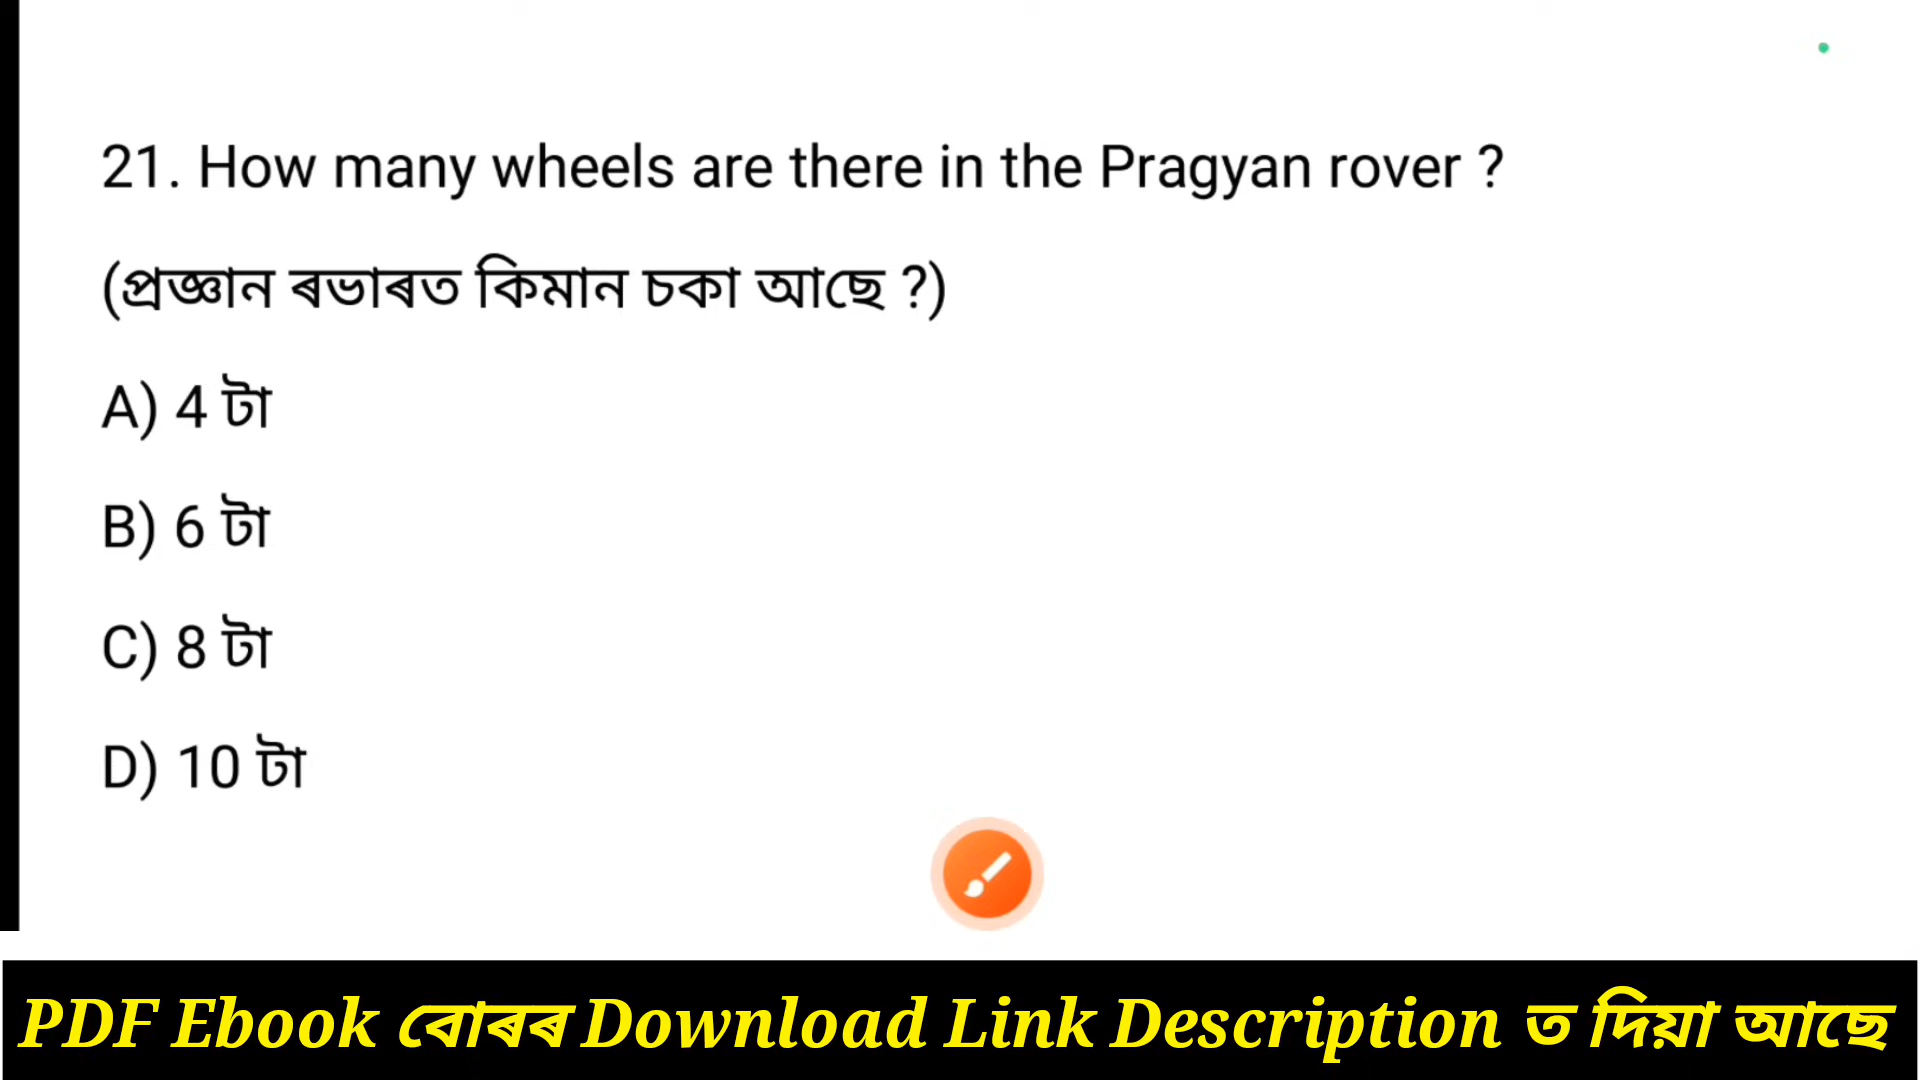 21. How many wheels are there in the Pragyan rover ?
(প্ৰজ্ঞান ৰভাৰত কিমান চকা আছে ?)
A) 4 টা
B) 6 টা
C) 8 টা
D) 10 টা
PDF Ebook বোৰৰ Download Link Description ত দিয়া আছে